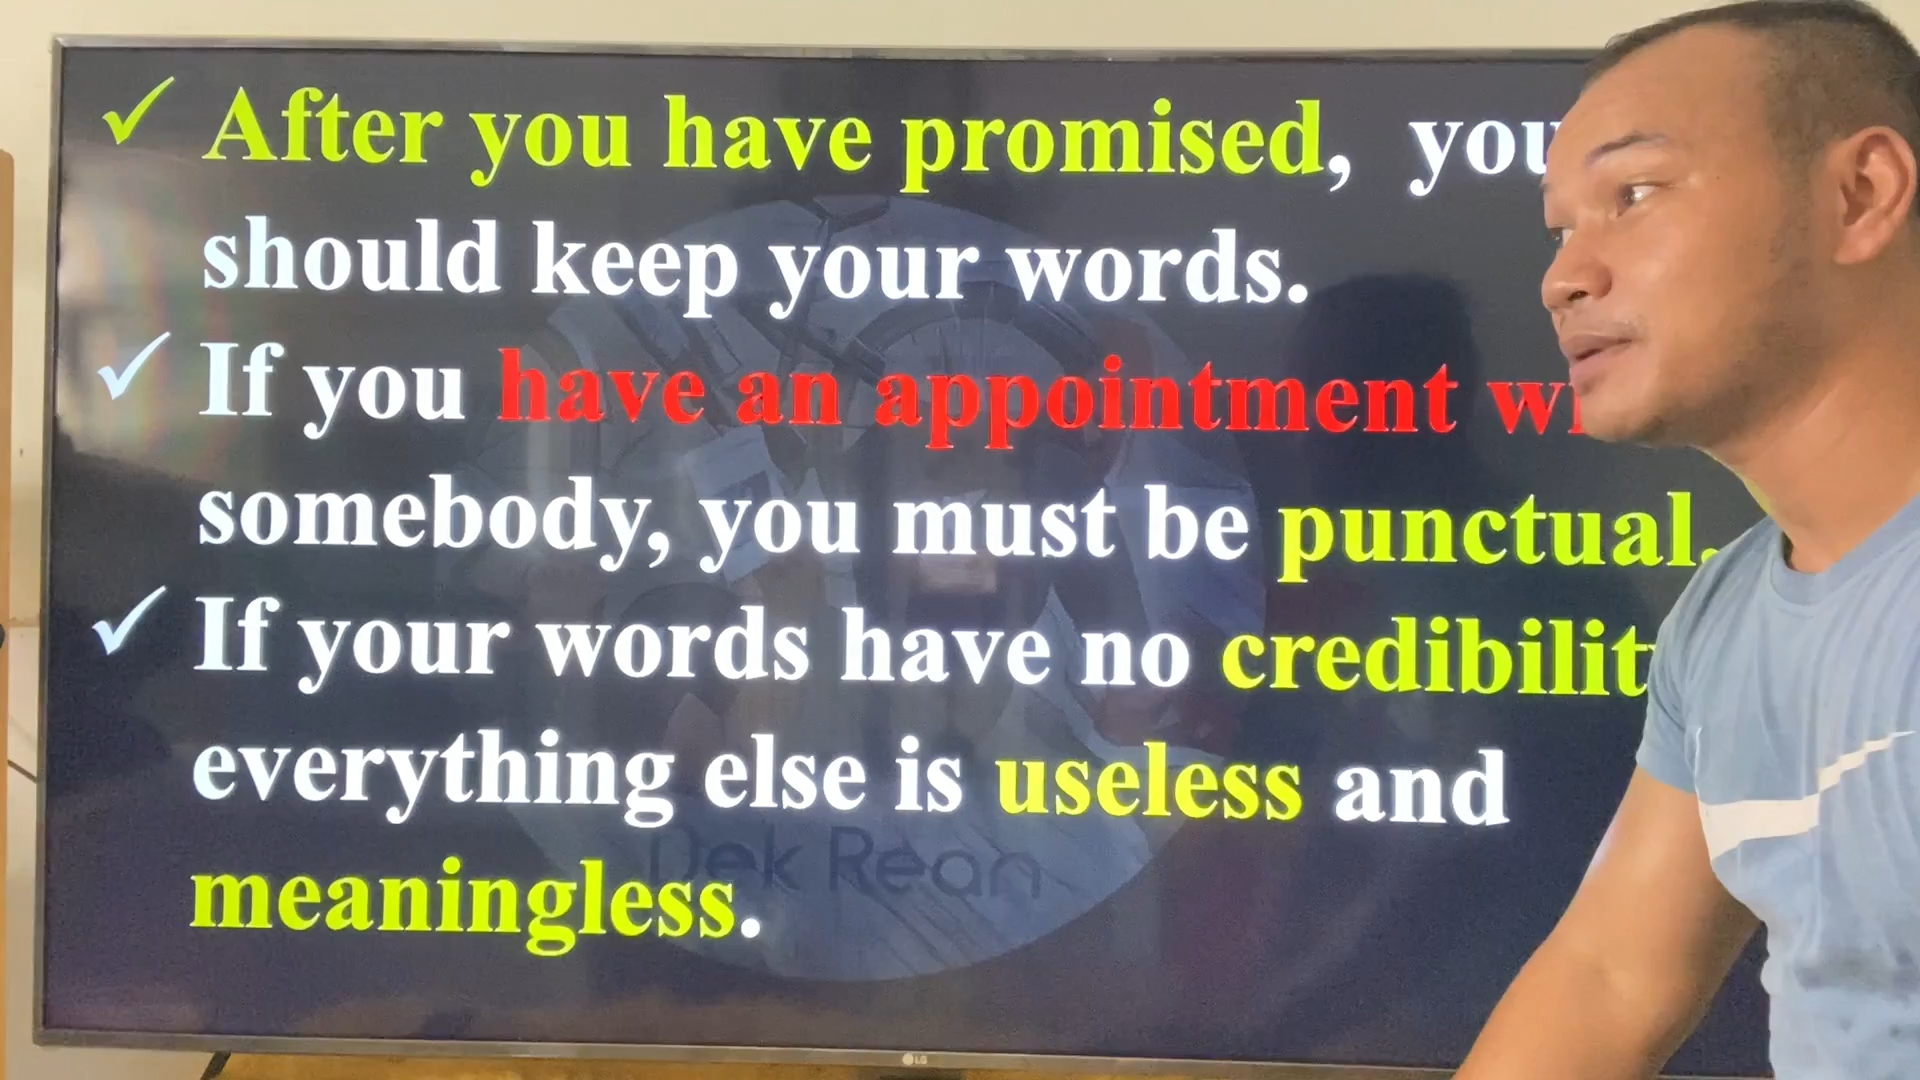 ✓ After you have promised, you
should keep your words.
✓ If you have an appointment
somebody, you must be punctual.
✓ If your words have no
everything else is useless and
meaningless.
Dek Rean
LG